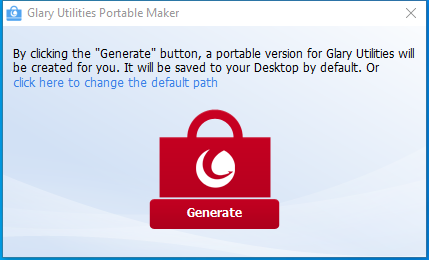 Glary Utilities Portable Maker
By clicking the "Generate" button, a portable version for Glary Utilities will
be created for you. It will be saved to your Desktop by default. Or
click here to change the default path
Generate